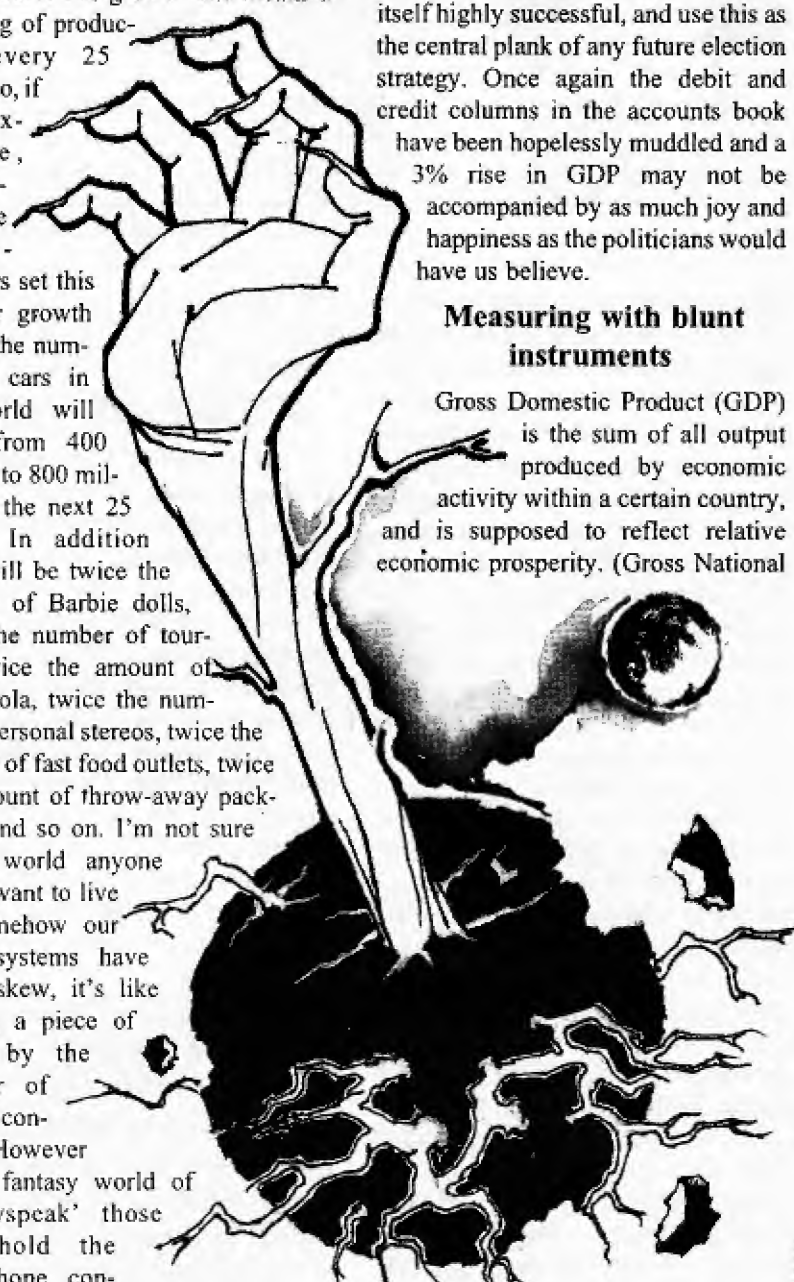 g of produc-
every 25
o, if
x-
e,
-
e
-
s set this
r growth
he num-
cars in
rld will
from 400
to 800 mil-
the next 25
In addition
ill be twice the
of Barbie dolls,
he number of tour-
ice the amount of
ola, twice the num-
ersonal stereos, twice the
of fast food outlets, twice
ount of throw-away pack-
nd so on. I'm not sure
world anyone
want to live
mehow our
systems have
skew, it's like
a piece of
by the
r of
con-
However
fantasy world of
yspeak' those
hold the
hone con-
itself highly successful, and use this as
the central plank of any future election
strategy. Once again the debit and
credit columns in the accounts book
have been hopelessly muddled and a
3% rise in GDP may not be
accompanied by as much joy and
happiness as the politicians would
have us believe.
Measuring with blunt
instruments
Gross Domestic Product (GDP)
is the sum of all output
produced by economic
activity within a certain country,
and is supposed to reflect relative
economic prosperity. (Gross National